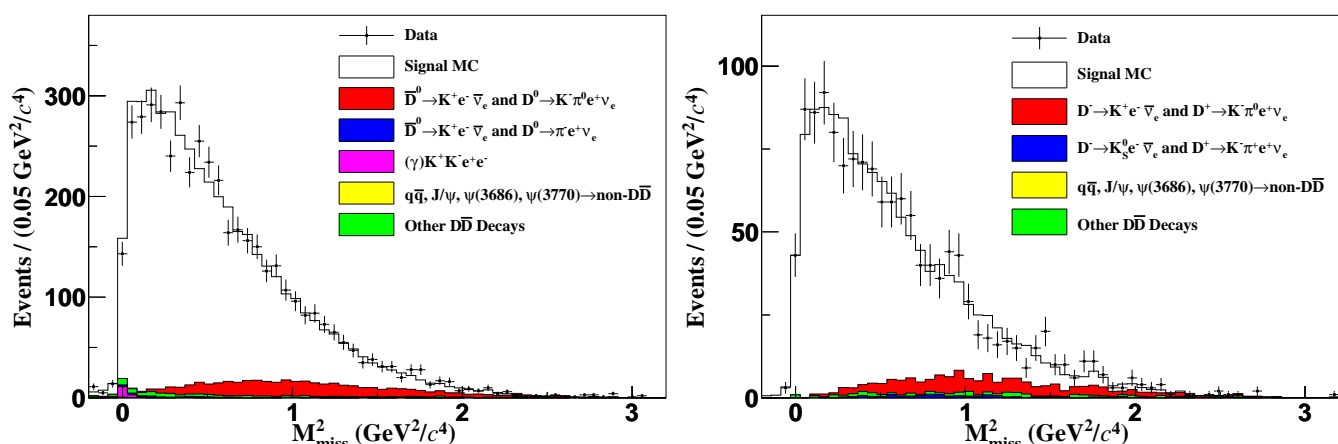 Events / (0.05 GeV²/c⁴)
300
200
100
0
Data
Signal MC
D̅⁰→K⁺e⁻ ν̅ₑ and D⁰→K⁻π⁰e⁺νₑ
D̅⁰→K⁺e⁻ ν̅ₑ and D⁰→π⁻e⁺νₑ
(γ)K⁺K⁻e⁺e⁻
qq̅, J/ψ, ψ(3686), ψ(3770)→non-DD̅
Other DD̅ Decays
0 1 2 3
M²miss (GeV²/c⁴)
Events / (0.05 GeV²/c⁴)
100
50
0
Data
Signal MC
D⁻→K⁺e⁻ ν̅ₑ and D⁺→K⁻π⁰e⁺νₑ
D⁻→K⁰S e⁻ ν̅ₑ and D⁺→K⁻π⁺e⁺νₑ
qq̅, J/ψ, ψ(3686), ψ(3770)→non-DD̅
Other DD̅ Decays
0 1 2 3
M²miss (GeV²/c⁴)